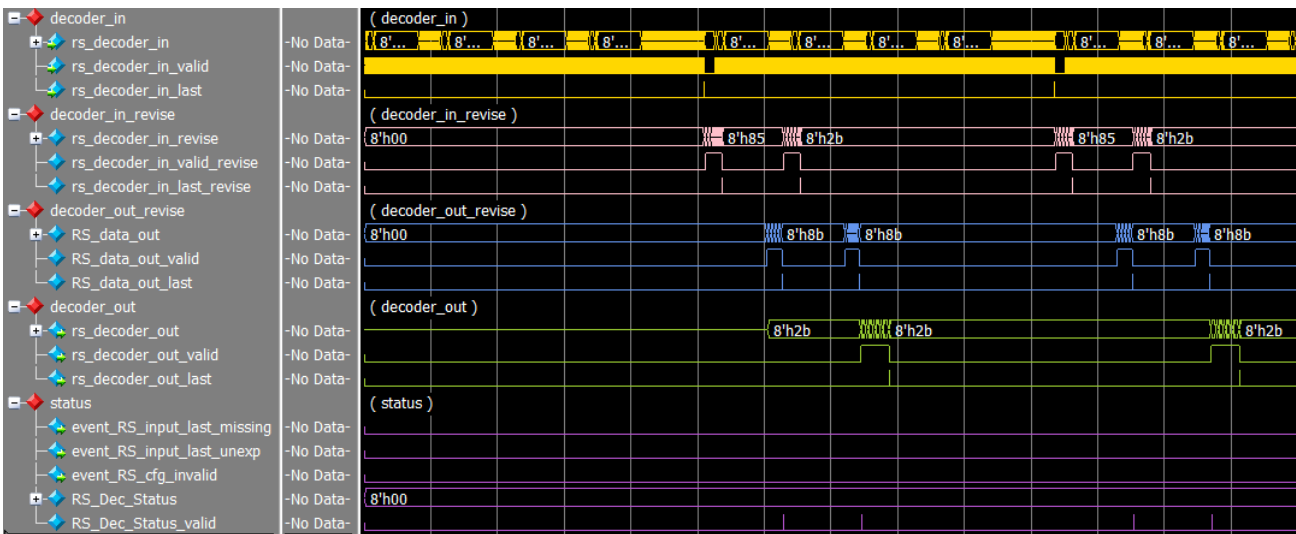 decoder_in ( decoder_in )
rs_decoder_in -No Data- 8'... 8'... 8'... 8'... 8'... 8'... 8'... 8'... 8'... 8'... 8'...
rs_decoder_in_valid -No Data-
rs_decoder_in_last -No Data-
decoder_in_revise ( decoder_in_revise )
rs_decoder_in_revise -No Data- 8'h00 8'h85 8'h2b 8'h85 8'h2b
rs_decoder_in_valid_revise -No Data-
rs_decoder_in_last_revise -No Data-
decoder_out_revise ( decoder_out_revise )
RS_data_out -No Data- 8'h00 8'h8b 8'h8b 8'h8b 8'h8b
RS_data_out_valid -No Data-
RS_data_out_last -No Data-
decoder_out ( decoder_out )
rs_decoder_out -No Data- 8'h2b 8'h2b 8'h2b
rs_decoder_out_valid -No Data-
rs_decoder_out_last -No Data-
status ( status )
event_RS_input_last_missing -No Data-
event_RS_input_last_unexp -No Data-
event_RS_cfg_invalid -No Data-
RS_Dec_Status -No Data- 8'h00
RS_Dec_Status_valid -No Data-